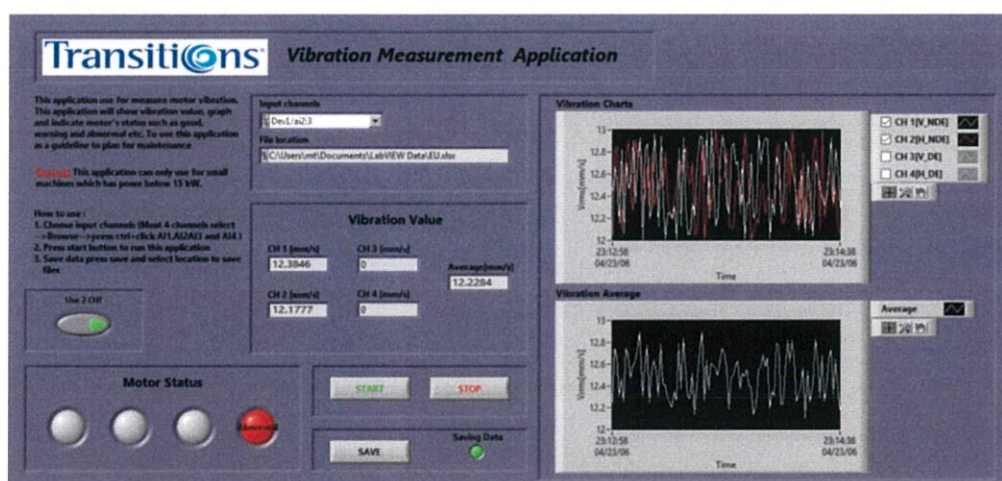 Transitions® Vibration Measurement Application
This application use for measure motor vibration.
This application will show vibration value, graph
and indicate motor's status such as good,
warning and abnormal etc. To use this application
as a guideline to plan for maintenance
This application can only use for small
machines which has power below 15 kW.
How to use :
1. Choose input channels (Most 4 channels select
-->Browse-->press ctrl+click AI1,AI2AI3 and AI4 )
2. Press start button to run this application
3. Save data press save and select location to save
files
Use 2 CH?
Input channels
Dev1/ai2:3
File location
C:\Users\mt\Documents\LabVIEW Data\EU.xlsx
Vibration Value
CH 1 [mm/s] CH 3 [mm/s]
12.3846 0
Average[mm/s]
12.2284
CH 2 [mm/s] CH 4 [mm/s]
12.1777 0
Motor Status
Abnormal
START STOP
SAVE
Saving Data
Vibration Charts
CH 1[V_NDE]
CH 2[H_NDE]
CH 3[V_DE]
CH 4[H_DE]
Vrms[mm/s]
13
12.8
12.6
12.4
12.2
12
23:12:58 23:14:38
04/23/06 04/23/06
Time
Vibration Average
Average
Vrms[mm/s]
13
12.8
12.6
12.4
12.2
12
23:12:58 23:14:38
04/23/06 04/23/06
Time